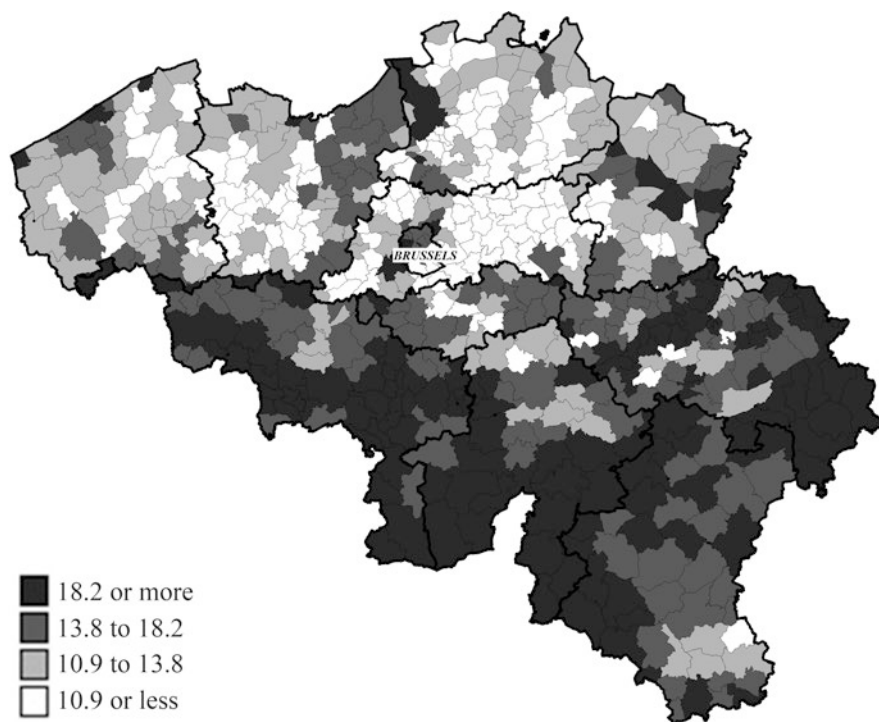 BRUSSELS
18.2 or more
13.8 to 18.2
10.9 to 13.8
10.9 or less